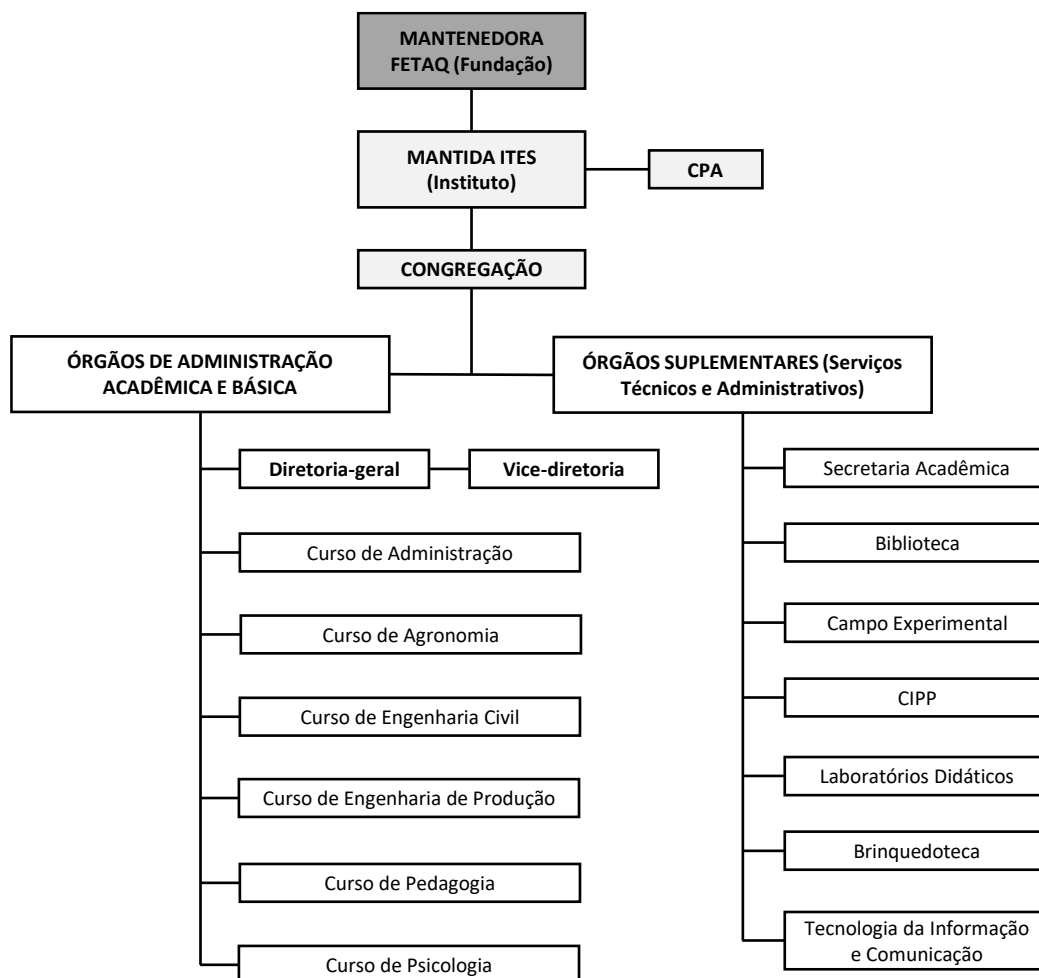 MANTENEDORA
FETAQ (Fundação)
MANTIDA ITES
(Instituto)
CPA
CONGREGAÇÃO
ÓRGÃOS DE ADMINISTRAÇÃO
ACADÊMICA E BÁSICA
ÓRGÃOS SUPLEMENTARES (Serviços
Técnicos e Administrativos)
Diretoria-geral
Vice-diretoria
Curso de Administração
Curso de Agronomia
Curso de Engenharia Civil
Curso de Engenharia de Produção
Curso de Pedagogia
Curso de Psicologia
Secretaria Acadêmica
Biblioteca
Campo Experimental
CIPP
Laboratórios Didáticos
Brinquedoteca
Tecnologia da Informação
e Comunicação